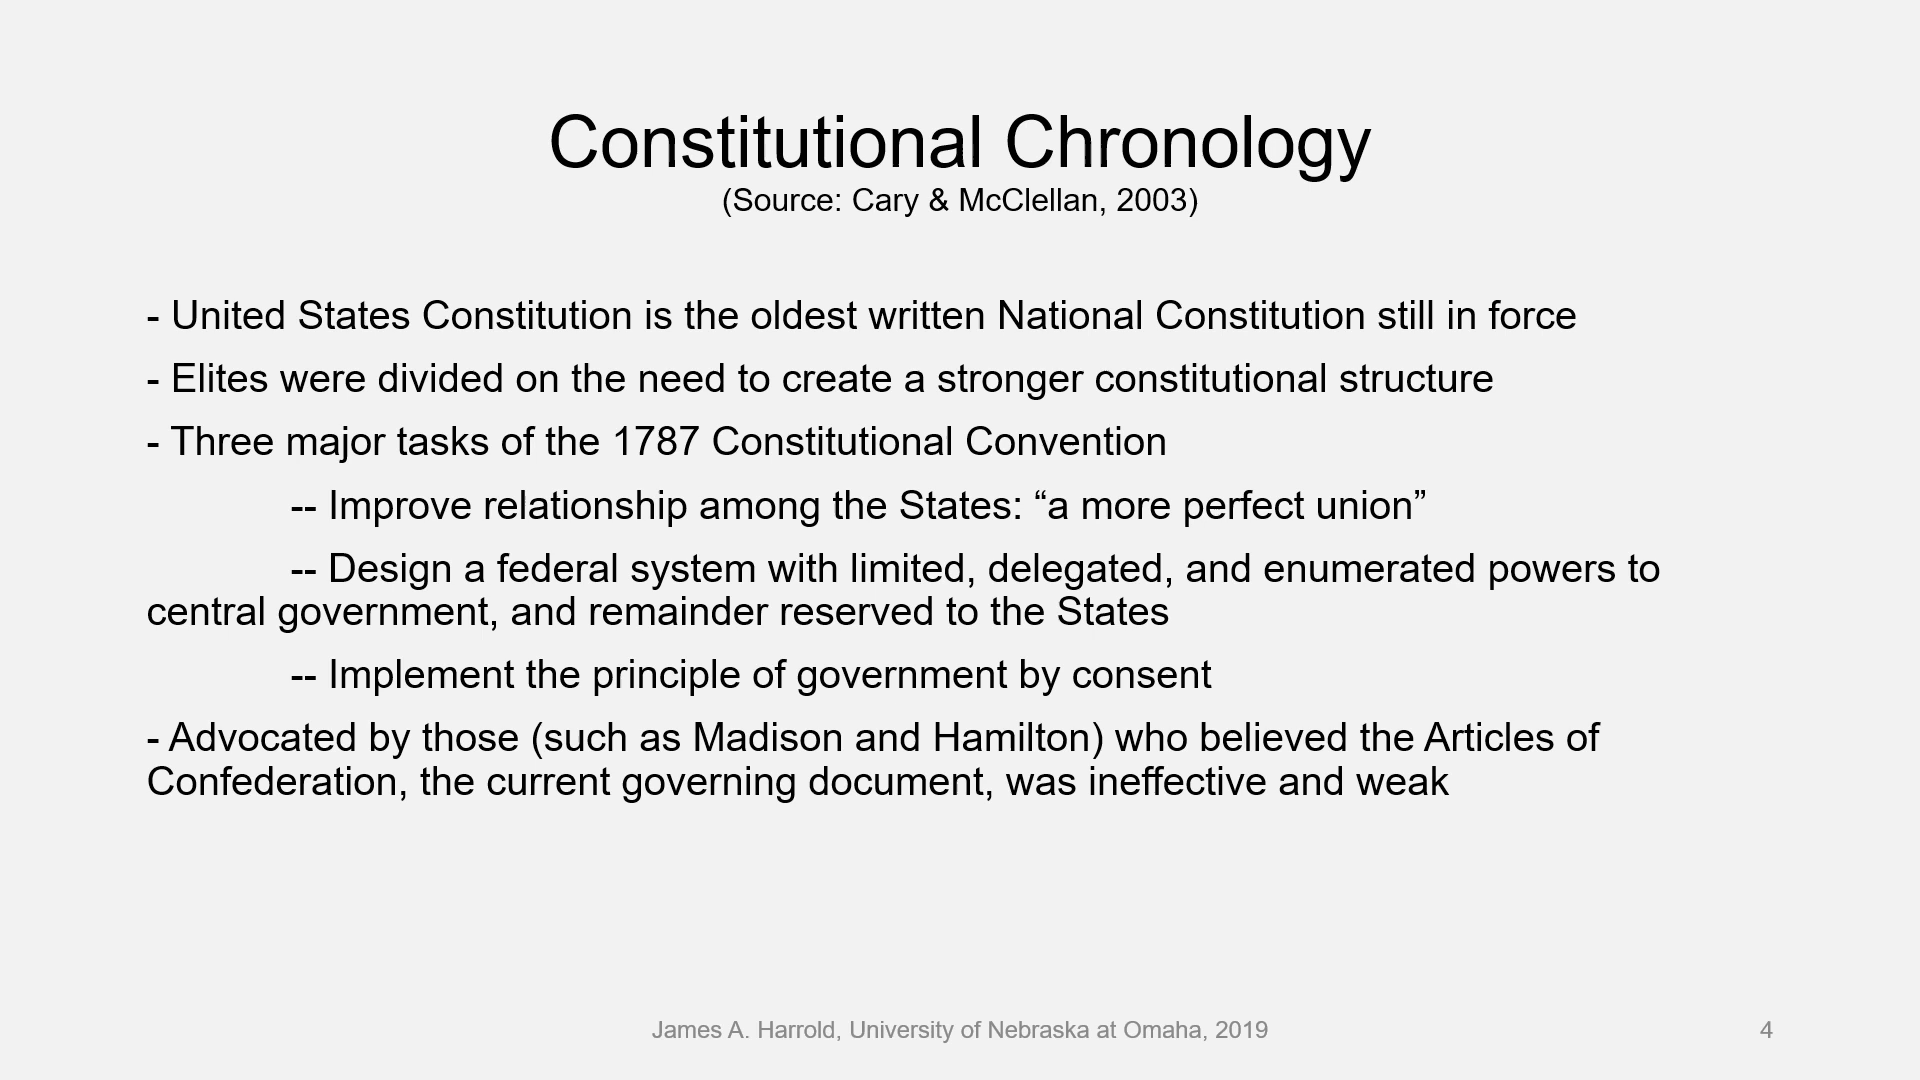 Constitutional Chronology
(Source: Cary & McClellan, 2003)
- United States Constitution is the oldest written National Constitution still in force
- Elites were divided on the need to create a stronger constitutional structure
- Three major tasks of the 1787 Constitutional Convention
-- Improve relationship among the States: “a more perfect union”
-- Design a federal system with limited, delegated, and enumerated powers to
central government, and remainder reserved to the States
-- Implement the principle of government by consent
- Advocated by those (such as Madison and Hamilton) who believed the Articles of
Confederation, the current governing document, was ineffective and weak
James A. Harrold, University of Nebraska at Omaha, 2019
4